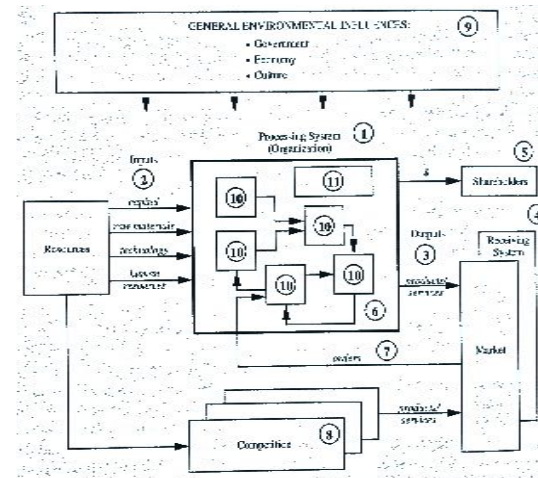 GENERAL ENVIRONMENTAL INFLUENCES: 9
• Government
• Economy
• Culture
Processing System 1
(Organization)
Inputs
2
5
$
Shareholders
11
10
capital
4
Resources
raw materials
10
10
Outputs
3
Receiving
System
technology
10
10
human
resources
products/
services
6
Market
orders
7
products/
services
Competition
8